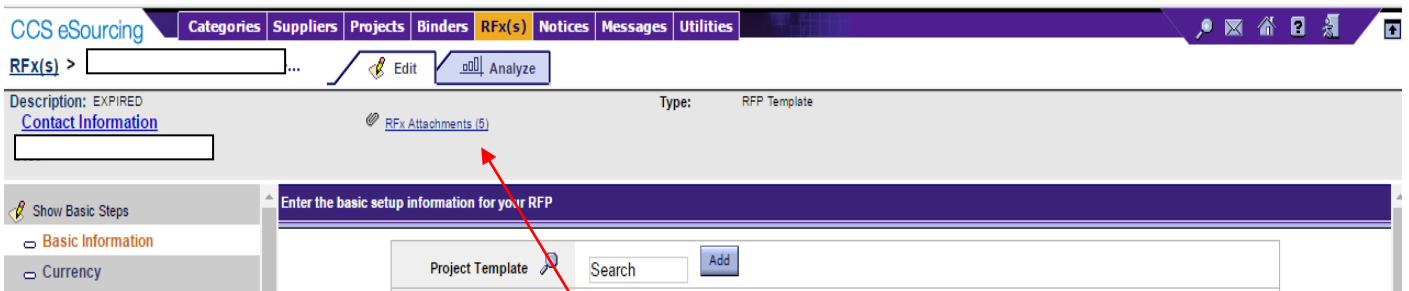 CCS eSourcing Categories Suppliers Projects Binders RFx(s) Notices Messages Utilities
RFx(s) > ... Edit Analyze
Description: EXPIRED Type: RFP Template
Contact Information RFx Attachments (5)
Show Basic Steps Enter the basic setup information for your RFP
Basic Information
Currency Project Template Search Add